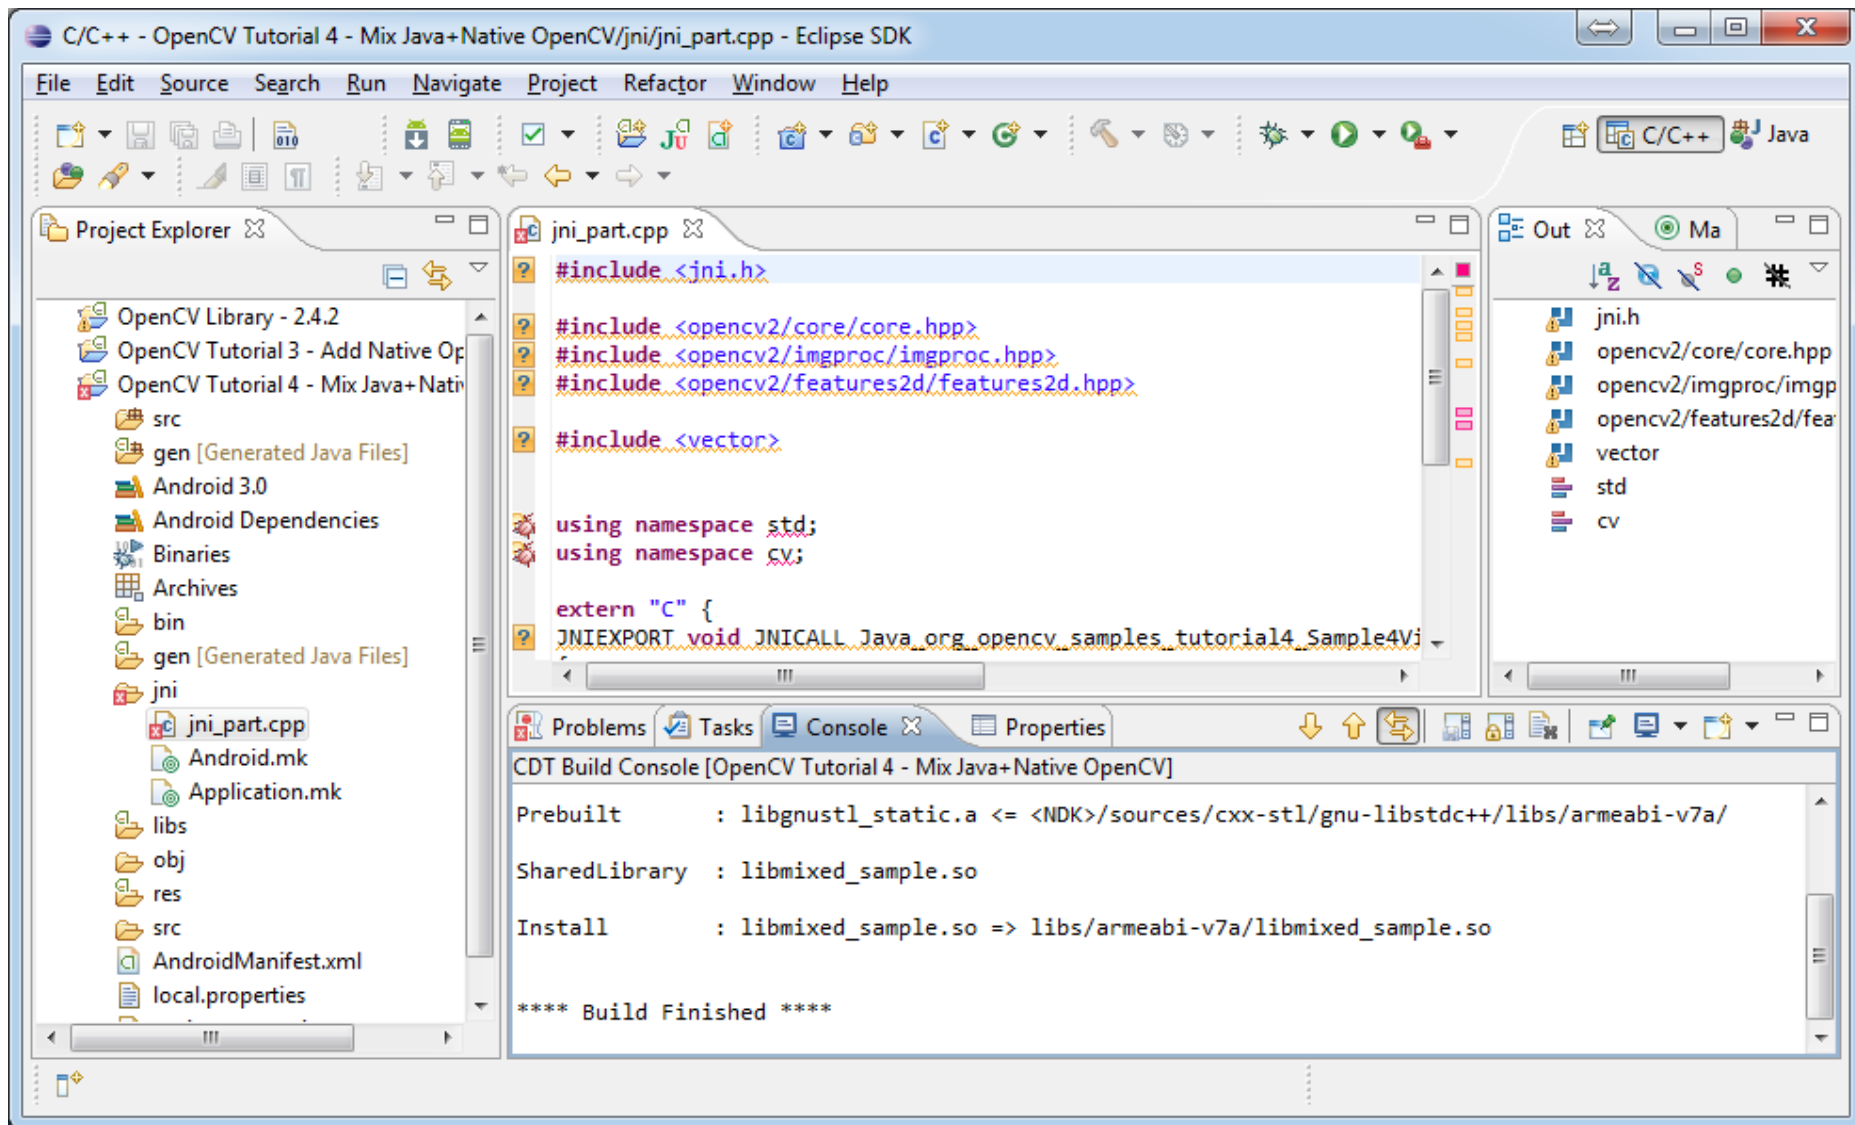 C/C++ - OpenCV Tutorial 4 - Mix Java+Native OpenCV/jni/jni_part.cpp - Eclipse SDK
File Edit Source Search Run Navigate Project Refactor Window Help
010
C/C++ Java
Project Explorer
OpenCV Library - 2.4.2
OpenCV Tutorial 3 - Add Native Op
OpenCV Tutorial 4 - Mix Java+Nativ
src
gen [Generated Java Files]
Android 3.0
Android Dependencies
Binaries
Archives
bin
gen [Generated Java Files]
jni
jni_part.cpp
Android.mk
Application.mk
libs
obj
res
src
AndroidManifest.xml
local.properties
jni_part.cpp
#include <jni.h>
#include <opencv2/core/core.hpp>
#include <opencv2/imgproc/imgproc.hpp>
#include <opencv2/features2d/features2d.hpp>
#include <vector>
using namespace std;
using namespace cv;
extern "C" {
JNIEXPORT void JNICALL Java_org_opencv_samples_tutorial4_Sample4Vi
Out Ma
jni.h
opencv2/core/core.hpp
opencv2/imgproc/imgp
opencv2/features2d/fea
vector
std
cv
Problems Tasks Console Properties
CDT Build Console [OpenCV Tutorial 4 - Mix Java+Native OpenCV]
Prebuilt : libgnustl_static.a <= <NDK>/sources/cxx-stl/gnu-libstdc++/libs/armeabi-v7a/
SharedLibrary : libmixed_sample.so
Install : libmixed_sample.so => libs/armeabi-v7a/libmixed_sample.so
**** Build Finished ****